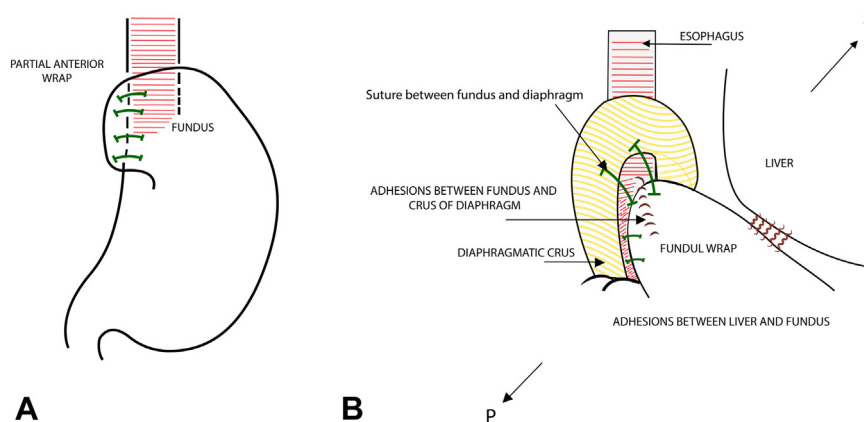 PARTIAL ANTERIOR
WRAP
FUNDUS
A
ESOPHAGUS
Suture between fundus and diaphragm
LIVER
ADHESIONS BETWEEN FUNDUS AND
CRUS OF DIAPHRAGM
FUNDUL WRAP
DIAPHRAGMATIC CRUS
ADHESIONS BETWEEN LIVER AND FUNDUS
B
P